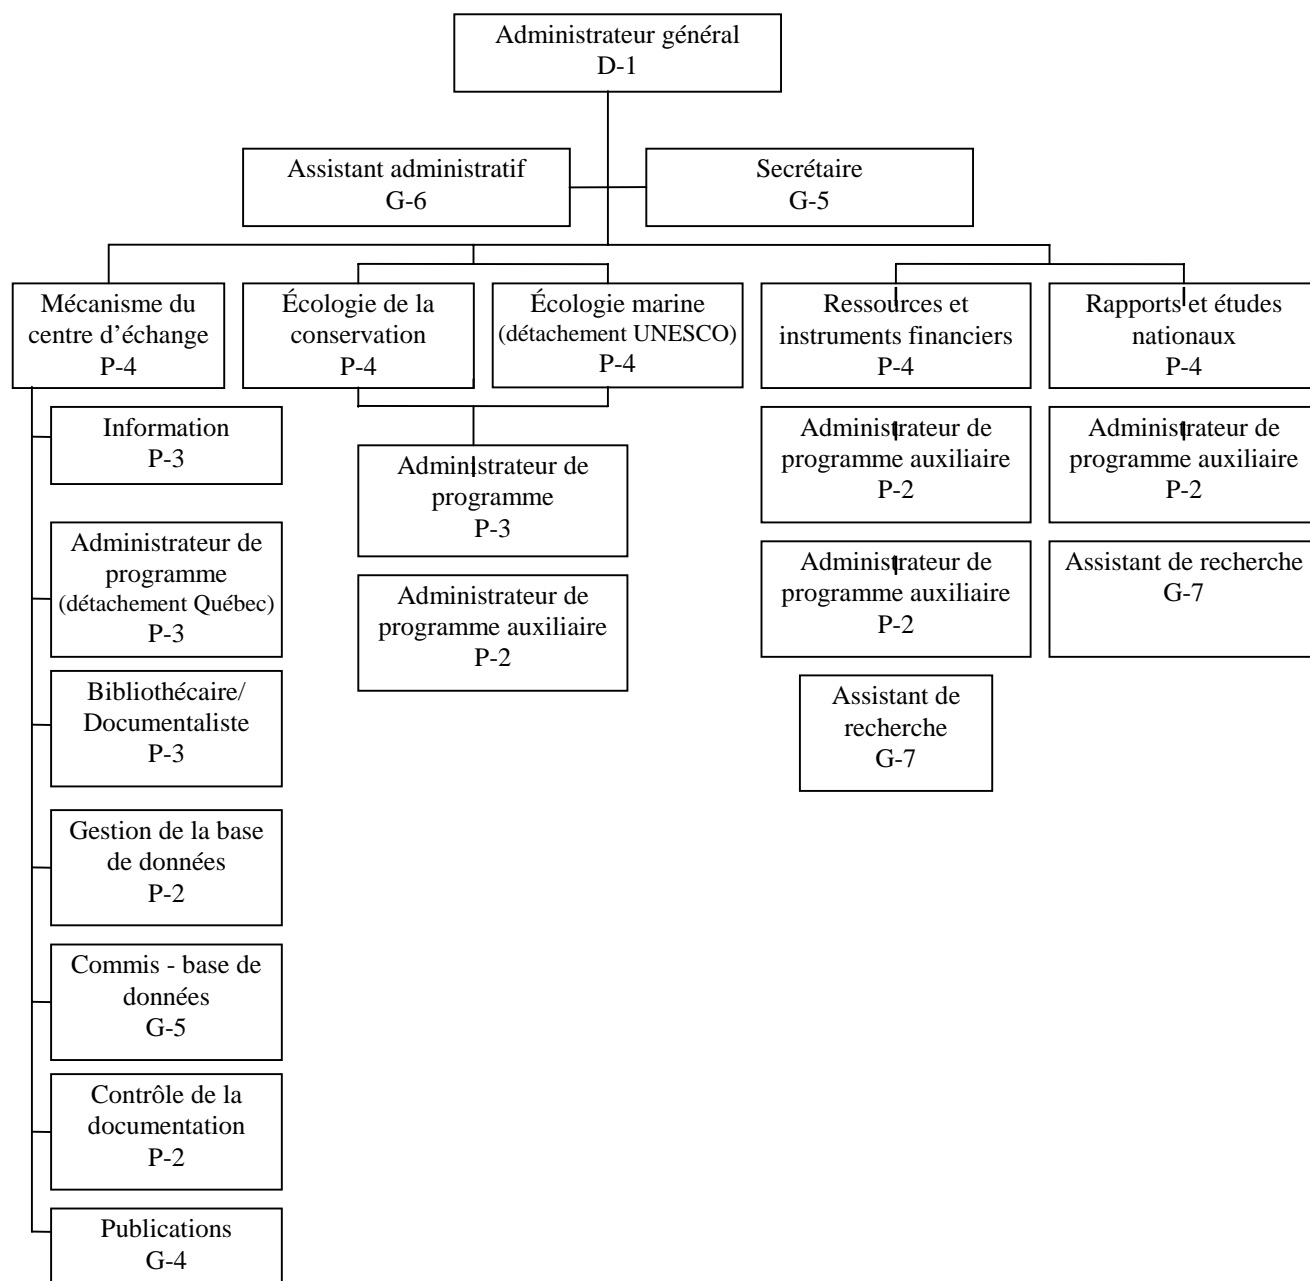 Administrateur général
D-1
Assistant administratif
G-6
Secrétaire
G-5
Mécanisme du
centre d'échange
P-4
Écologie de la
conservation
P-4
Écologie marine
(détachement UNESCO)
P-4
Ressources et
instruments financiers
P-4
Rapports et études
nationaux
P-4
Information
P-3
Administrateur de
programme
(détachement Québec)
P-3
Bibliothécaire/
Documentaliste
P-3
Gestion de la base
de données
P-2
Commis - base de
données
G-5
Contrôle de la
documentation
P-2
Publications
G-4
Administrateur de
programme
P-3
Administrateur de
programme auxiliaire
P-2
Administrateur de
programme auxiliaire
P-2
Administrateur de
programme auxiliaire
P-2
Assistant de
recherche
G-7
Administrateur de
programme auxiliaire
P-2
Assistant de recherche
G-7